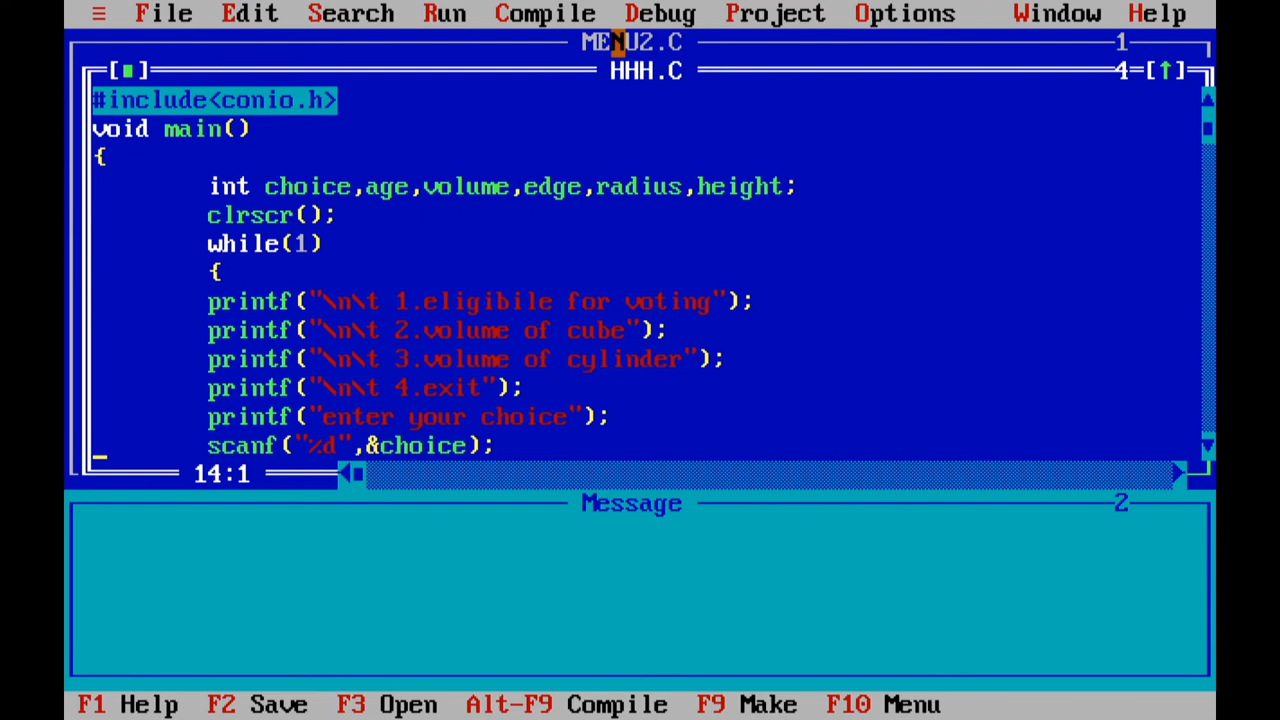 ≡ File Edit Search Run Compile Debug Project Options Window Help
MENU2.C 1
[■] HHH.C 4=[↑]
#include<conio.h>
void main()
{
int choice,age,volume,edge,radius,height;
clrscr();
while(1)
{
printf("\n\t 1.eligibile for voting");
printf("\n\t 2.volume of cube");
printf("\n\t 3.volume of cylinder");
printf("\n\t 4.exit");
printf("enter your choice");
scanf("%d",&choice);
14:1
Message 2
F1 Help F2 Save F3 Open Alt-F9 Compile F9 Make F10 Menu